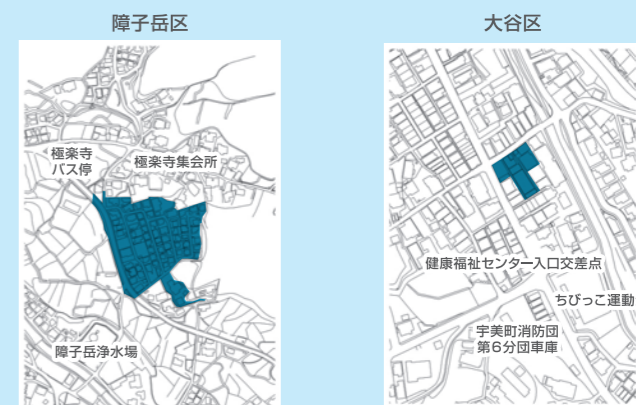 障子岳区
大谷区
極楽寺
バス停
極楽寺集会所
障子岳浄水場
健康福祉センター入口交差点
ちびっこ運動
宇美町消防団
第6分団車庫